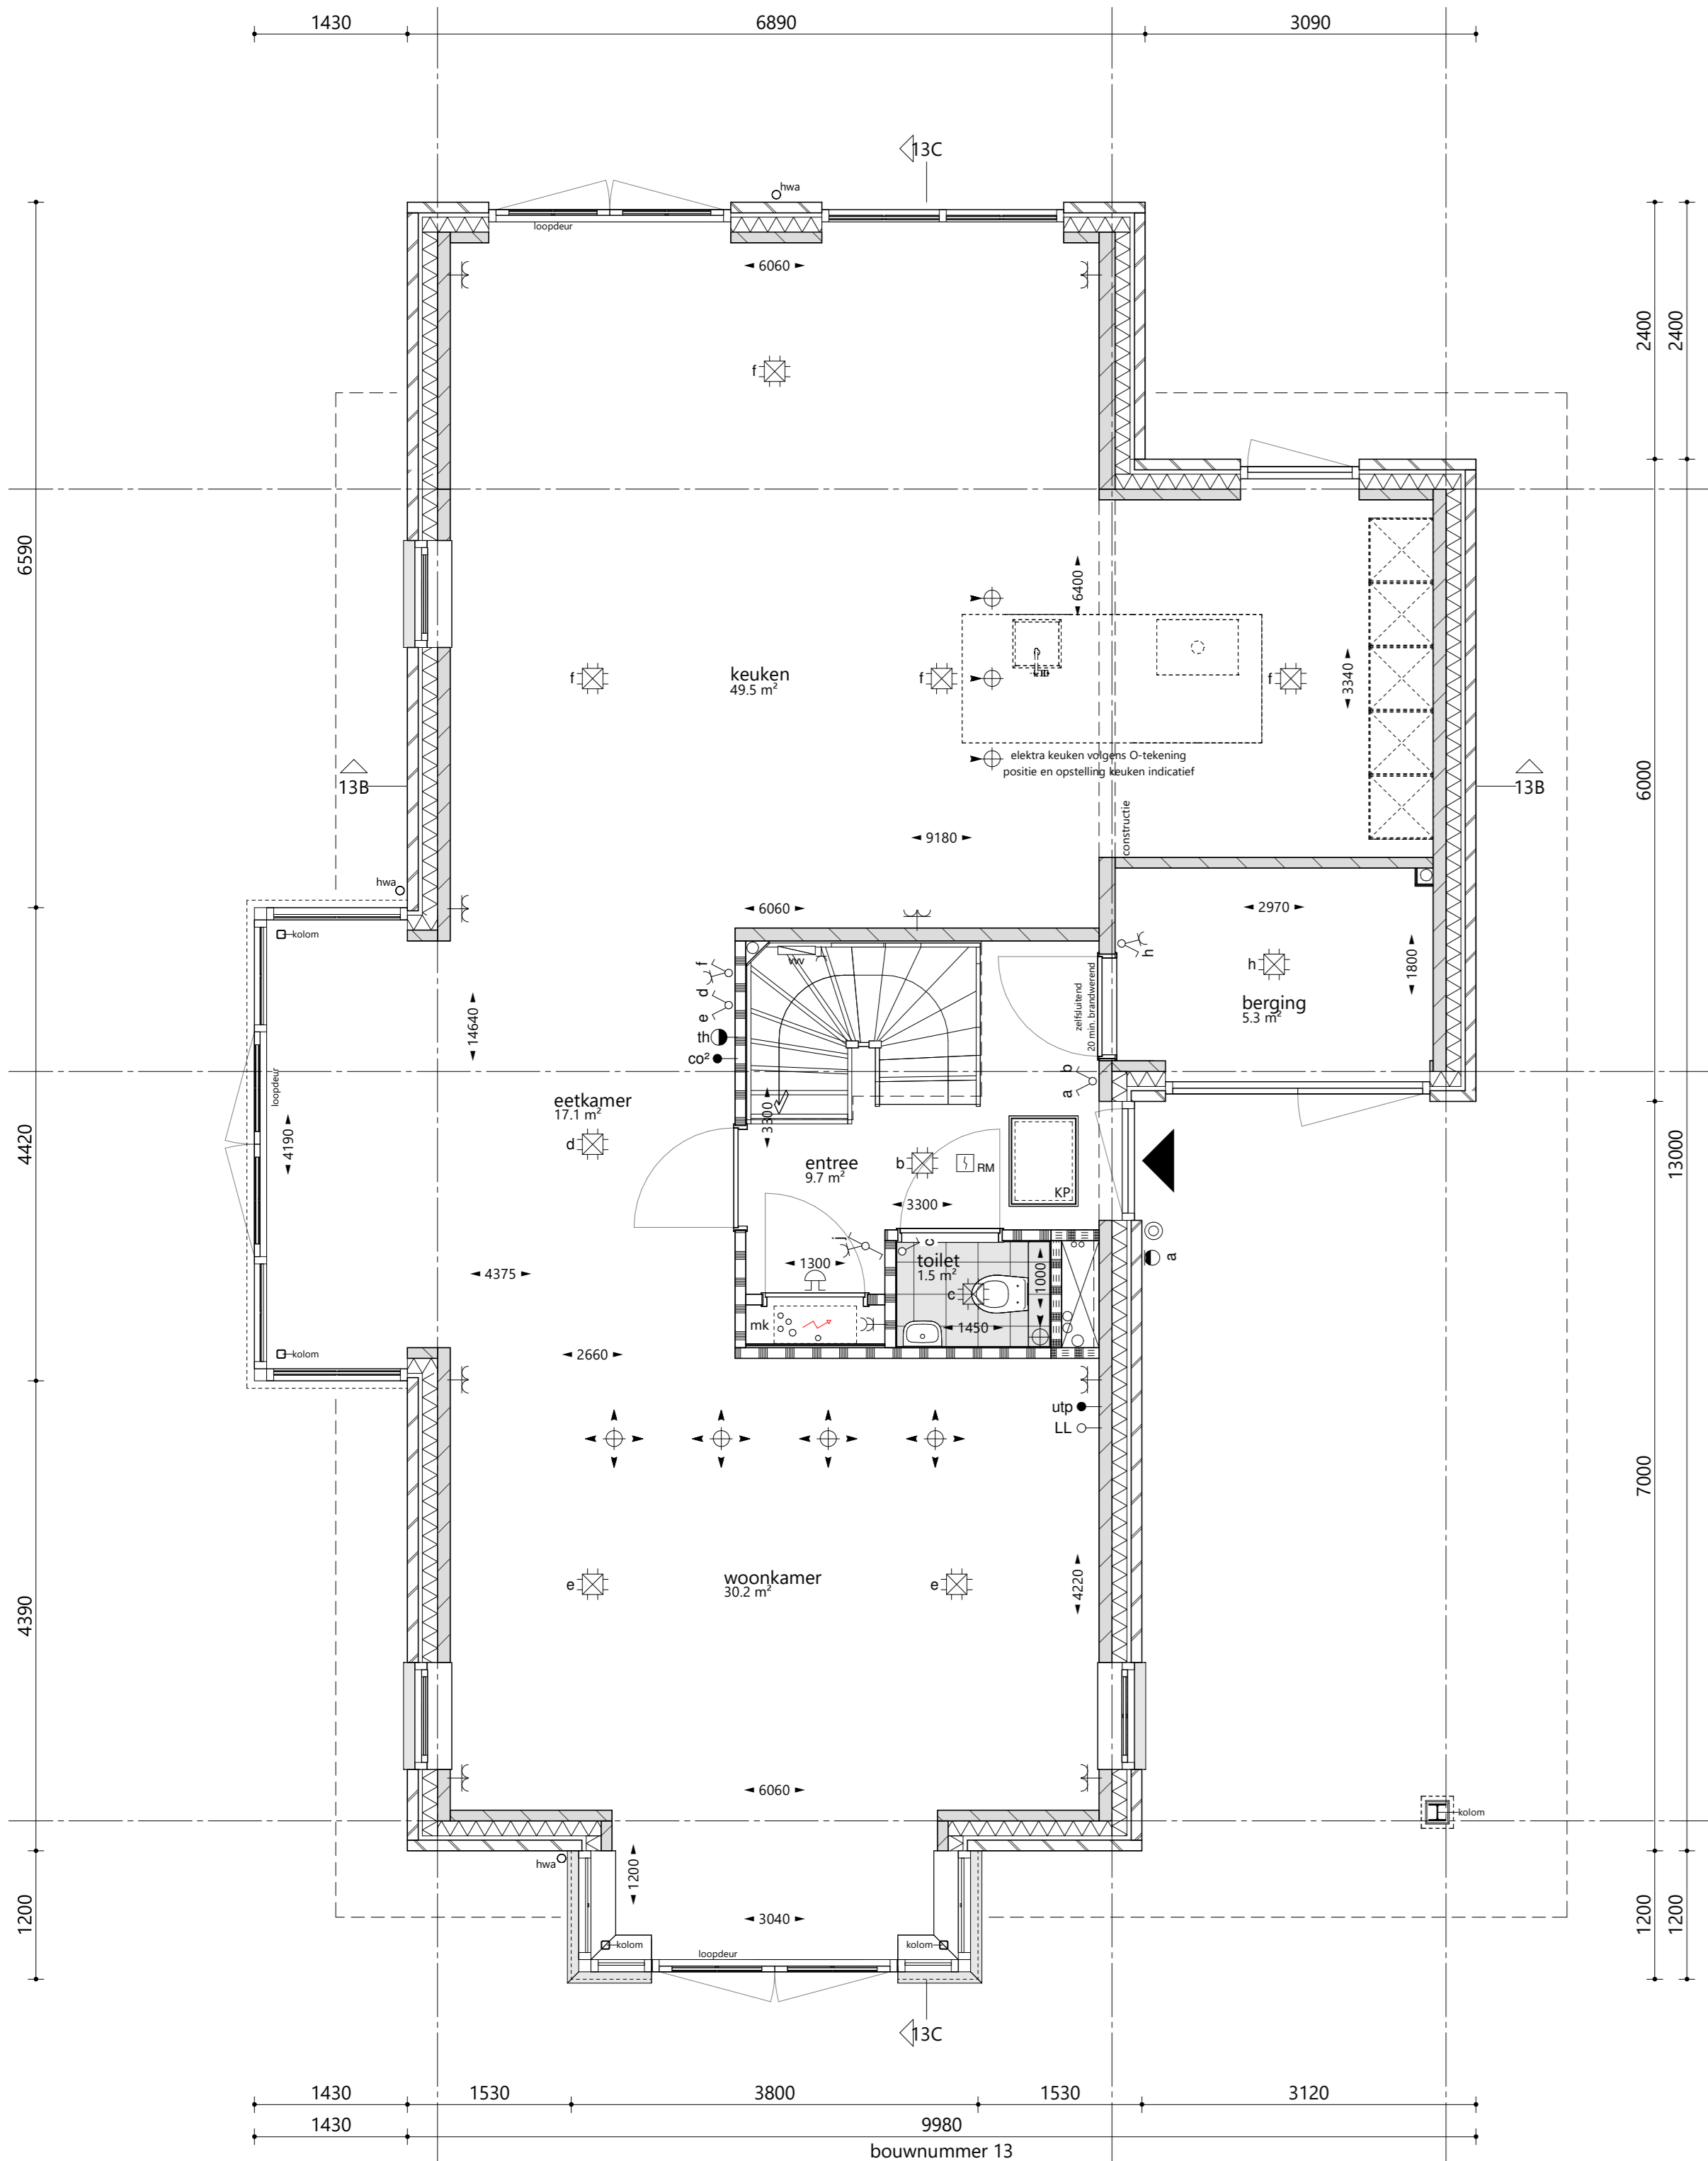 1430
6890
3090
13C
hwa
loopdeur
6060
2400
2400
f
6590
6400
keuken
49.5 m²
f
f
f
3340
elektra keuken volgens O-tekening
positie en opstelling keuken indicatief
13B
13B
6000
constructie
9180
hwa
6060
2970
kolom
vvv
f
d
e
h
h
1800
berging
5.3 m²
14640
zelfsluitend
20 min. brandwerend
th
co²
b
a
loopdeur
eetkamer
17.1 m²
3300
4420
4190
d
entree
9.7 m²
b
RM
KP
13000
3300
j
c
toilet
1.5 m²
a
4375
1300
1000
c
mk
1450
kolom
2660
utp
LL
7000
e
woonkamer
30.2 m²
e
4220
4390
6060
kolom
hwa
1200
1200
1200
1200
3040
kolom
kolom
loopdeur
13C
1430
1530
3800
1530
3120
1430
9980
bouwnummer 13